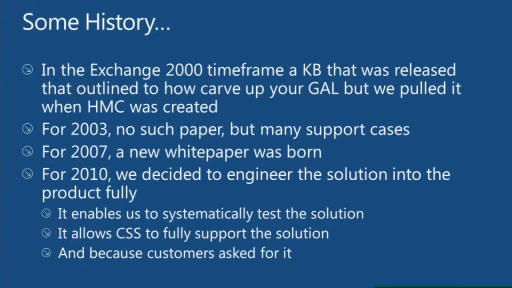 Some History...
In the Exchange 2000 timeframe a KB that was released
that outlined to how carve up your GAL but we pulled it
when HMC was created
For 2003, no such paper, but many support cases
For 2007, a new whitepaper was born
For 2010, we decided to engineer the solution into the
product fully
It enables us to systematically test the solution
It allows CSS to fully support the solution
And because customers asked for it